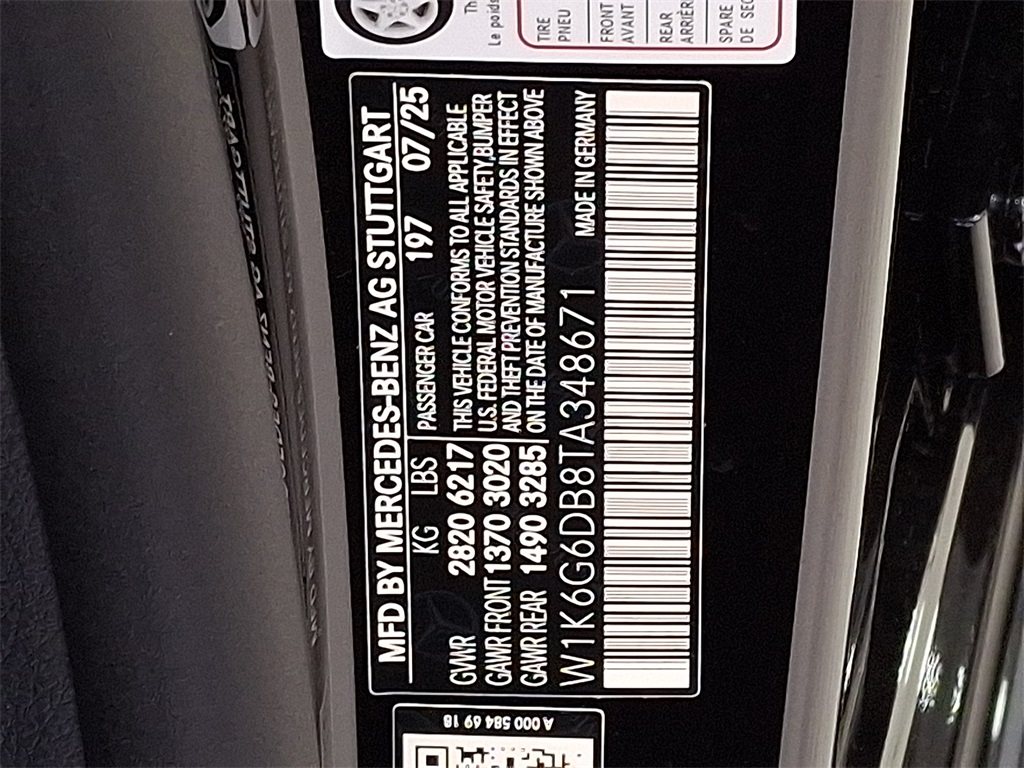 Th
Le poids
TIRE
PNEU
FRONT
AVANT
REAR
SPARE
MFD BY MERCEDES-BENZ AG STUTTGART
KG LBS PASSENGER CAR 197 07/25
GVWR 2820 6217
GAWR FRONT 1370 3020
GAWR REAR 1490 3285
THIS VEHICLE CONFORMS TO ALL APPLICABLE
U.S. FEDERAL MOTOR VEHICLE SAFETY,BUMPER
AND THEFT PREVENTION STANDARDS IN EFFECT
ON THE DATE OF MANUFACTURE SHOWN ABOVE
W1K6G6DB8TA348671 MADE IN GERMANY
A 000 584 69 18